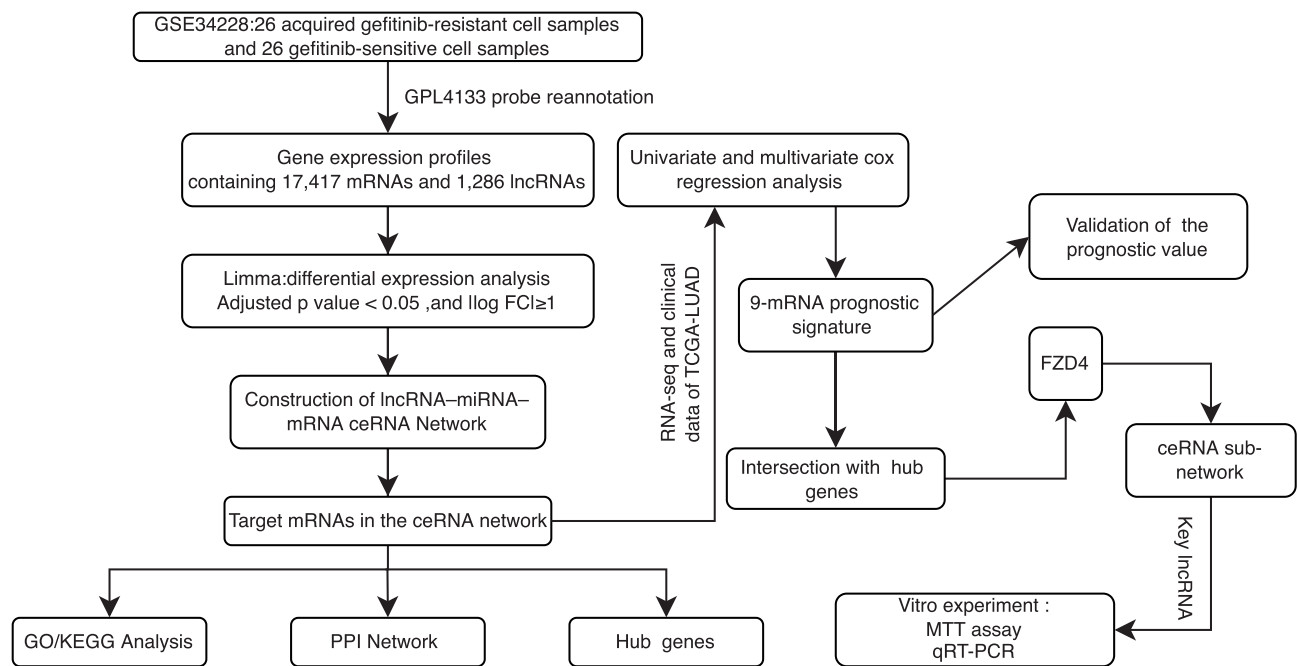 GSE34228:26 acquired gefitinib-resistant cell samples
and 26 gefitinib-sensitive cell samples
GPL4133 probe reannotation
Gene expression profiles
containing 17,417 mRNAs and 1,286 lncRNAs
Limma:differential expression analysis
Adjusted p value < 0.05 ,and llog FCl≥1
Construction of lncRNA–miRNA–
mRNA ceRNA Network
Target mRNAs in the ceRNA network
GO/KEGG Analysis
PPI Network
Hub genes
RNA-seq and clinical
data of TCGA-LUAD
Univariate and multivariate cox
regression analysis
9-mRNA prognostic
signature
Validation of the
prognostic value
Intersection with hub
genes
FZD4
ceRNA sub-
network
Key lncRNA
Vitro experiment :
MTT assay
qRT-PCR